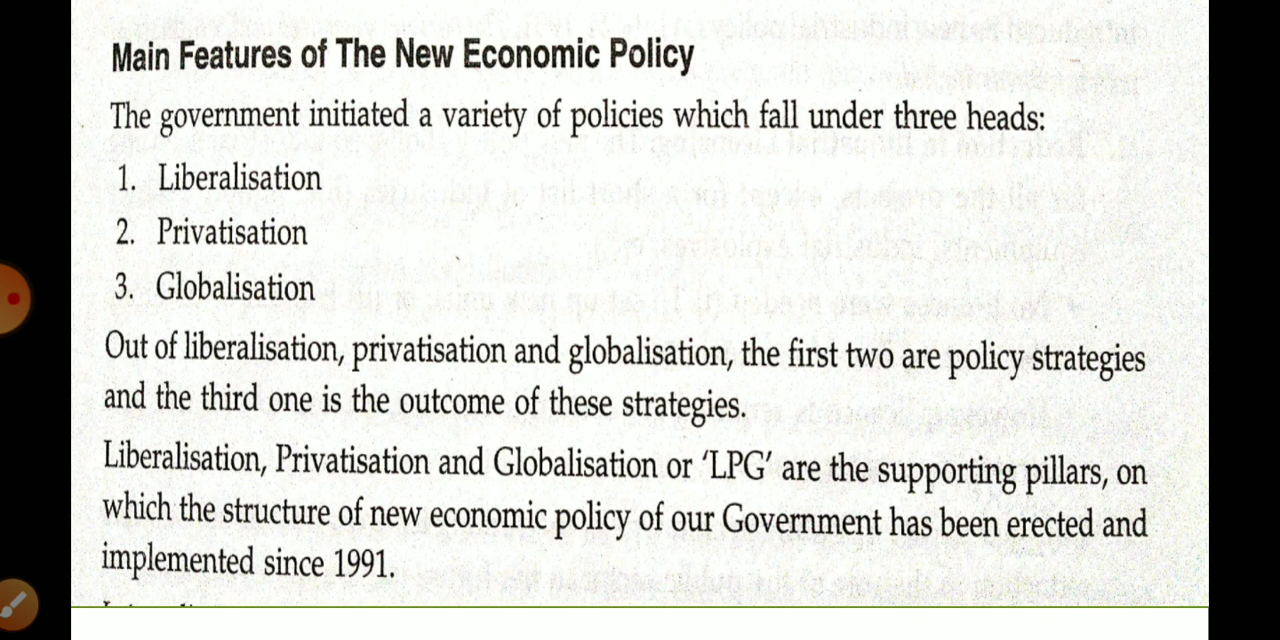 Main Features of The New Economic Policy
The government initiated a variety of policies which fall under three heads:
1. Liberalisation
2. Privatisation
3. Globalisation
Out of liberalisation, privatisation and globalisation, the first two are policy strategies
and the third one is the outcome of these strategies.
Liberalisation, Privatisation and Globalisation or 'LPG' are the supporting pillars, on
which the structure of new economic policy of our Government has been erected and
implemented since 1991.